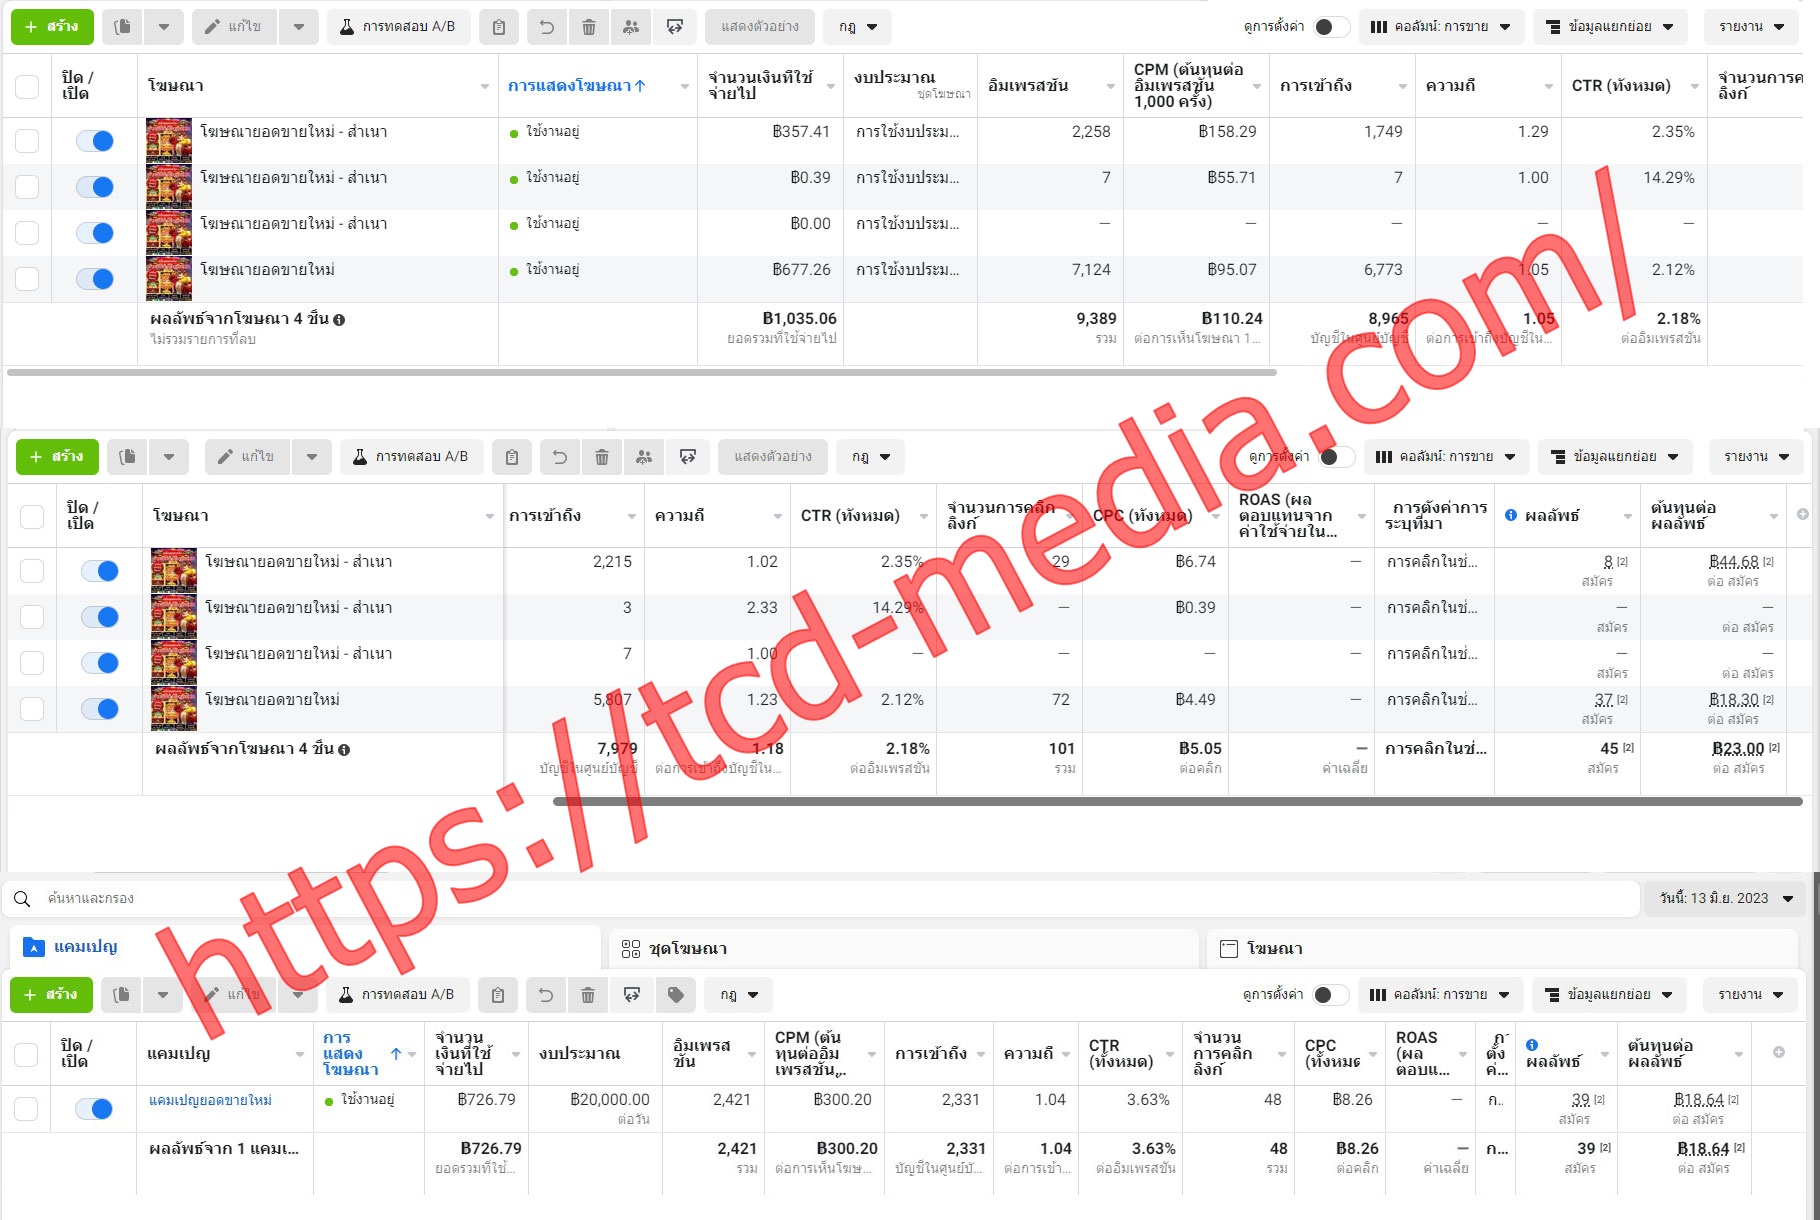 + สร้าง แก้ไข การทดสอบ A/B แสดงตัวอย่าง กฎ ดูการตั้งค่า คอลัมน์: การขาย ข้อมูลแยกย่อย รายงาน
ปิด / เปิด โฆษณา การแสดงโฆษณา ↑ จำนวนเงินที่ใช้จ่ายไป งบประมาณ ชุดโฆษณา อิมเพรสชัน CPM (ต้นทุนต่ออิมเพรสชัน 1,000 ครั้ง) การเข้าถึง ความถี่ CTR (ทั้งหมด) จำนวนการค ลิงก์
โฆษณายอดขายใหม่ - สำเนา ใช้งานอยู่ ฿357.41 การใช้งบประม... 2,258 ฿158.29 1,749 1.29 2.35%
โฆษณายอดขายใหม่ - สำเนา ใช้งานอยู่ ฿0.39 การใช้งบประม... 7 ฿55.71 7 1.00 14.29%
โฆษณายอดขายใหม่ - สำเนา ใช้งานอยู่ ฿0.00 การใช้งบประม... — — — — —
โฆษณายอดขายใหม่ ใช้งานอยู่ ฿677.26 การใช้งบประม... 7,124 ฿95.07 6,773 1.05 2.12%
ผลลัพธ์จากโฆษณา 4 ชิ้น ฿1,035.06 9,389 ฿110.24 8,965 1.05 2.18%
ไม่รวมรายการที่ลบ ยอดรวมที่ใช้จ่ายไป รวม ต่อการเห็นโฆษณา 1... บัญชีในศูนย์บัญชี ต่อการเข้าถึงบัญชีใน... ต่ออิมเพรสชัน
+ สร้าง แก้ไข การทดสอบ A/B แสดงตัวอย่าง กฎ ดูการตั้งค่า คอลัมน์: การขาย ข้อมูลแยกย่อย รายงาน
ปิด / เปิด โฆษณา การเข้าถึง ความถี่ CTR (ทั้งหมด) จำนวนการคลิกลิงก์ CPC (ทั้งหมด) ROAS (ผลตอบแทนจากค่าใช้จ่ายใน... การตั้งค่าการระบุที่มา ผลลัพธ์ ต้นทุนต่อผลลัพธ์
โฆษณายอดขายใหม่ - สำเนา 2,215 1.02 2.35% 29 ฿6.74 — การคลิกในช่... 8 [2] ฿44.68 [2]
สมัคร ต่อ สมัคร
โฆษณายอดขายใหม่ - สำเนา 3 2.33 14.29% — ฿0.39 — การคลิกในช่... — —
สมัคร ต่อ สมัคร
โฆษณายอดขายใหม่ - สำเนา 7 1.00 — — — — การคลิกในช่... — —
สมัคร ต่อ สมัคร
โฆษณายอดขายใหม่ 5,807 1.23 2.12% 72 ฿4.49 — การคลิกในช่... 37 [2] ฿18.30 [2]
สมัคร ต่อ สมัคร
ผลลัพธ์จากโฆษณา 4 ชิ้น 7,979 1.18 2.18% 101 ฿5.05 — การคลิกในช่... 45 [2] ฿23.00 [2]
บัญชีในศูนย์บัญชี ต่อการเข้าถึงบัญชีใน... ต่ออิมเพรสชัน รวม ต่อคลิก ค่าเฉลี่ย สมัคร ต่อ สมัคร
https://tcd-media.com/
ค้นหาและกรอง วันนี้: 13 มิ.ย. 2023
แคมเปญ ชุดโฆษณา โฆษณา
+ สร้าง แก้ไข การทดสอบ A/B กฎ ดูการตั้งค่า คอลัมน์: การขาย ข้อมูลแยกย่อย รายงาน
ปิด / เปิด แคมเปญ การแสดงโฆษณา ↑ จำนวนเงินที่ใช้จ่ายไป งบประมาณ อิมเพรสชัน CPM (ต้นทุนต่ออิมเพรสชัน... การเข้าถึง ความถี่ CTR (ทั้งหมด) จำนวนการคลิกลิงก์ CPC (ทั้งหมด ROAS (ผลตอบแ... ก ตั้งค่... ผลลัพธ์ ต้นทุนต่อผลลัพธ์
แคมเปญยอดขายใหม่ ใช้งานอยู่ ฿726.79 ฿20,000.00 2,421 ฿300.20 2,331 1.04 3.63% 48 ฿8.26 — ก.. 39 [2] ฿18.64 [2]
ต่อวัน สมัคร ต่อ สมัคร
ผลลัพธ์จาก 1 แคมเ... ฿726.79 2,421 ฿300.20 2,331 1.04 3.63% 48 ฿8.26 — ก... 39 [2] ฿18.64 [2]
ยอดรวมที่ใช้... รวม ต่อการเห็นโฆษ... บัญชีในศูนย์บั... ต่อการเข้า... ต่ออิมเพรสชัน รวม ต่อคลิก ค่าเฉลี่ย สมัคร ต่อ สมัคร